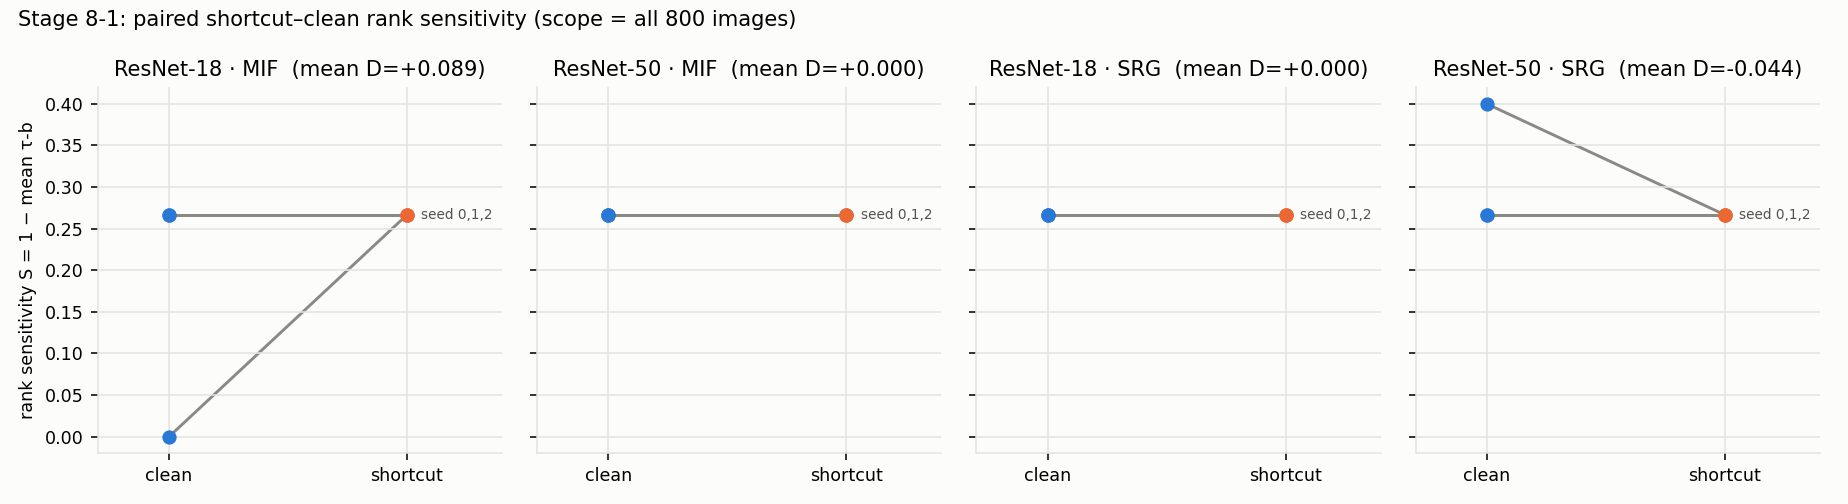 Stage 8-1: paired shortcut–clean rank sensitivity (scope = all 800 images)
ResNet-18 · MIF  (mean D=+0.089)
ResNet-50 · MIF  (mean D=+0.000)
ResNet-18 · SRG  (mean D=+0.000)
ResNet-50 · SRG  (mean D=-0.044)
rank sensitivity S = 1 − mean τ-b
0.40
0.35
0.30
0.25
0.20
0.15
0.10
0.05
0.00
seed 0,1,2
seed 0,1,2
seed 0,1,2
seed 0,1,2
clean
shortcut
clean
shortcut
clean
shortcut
clean
shortcut